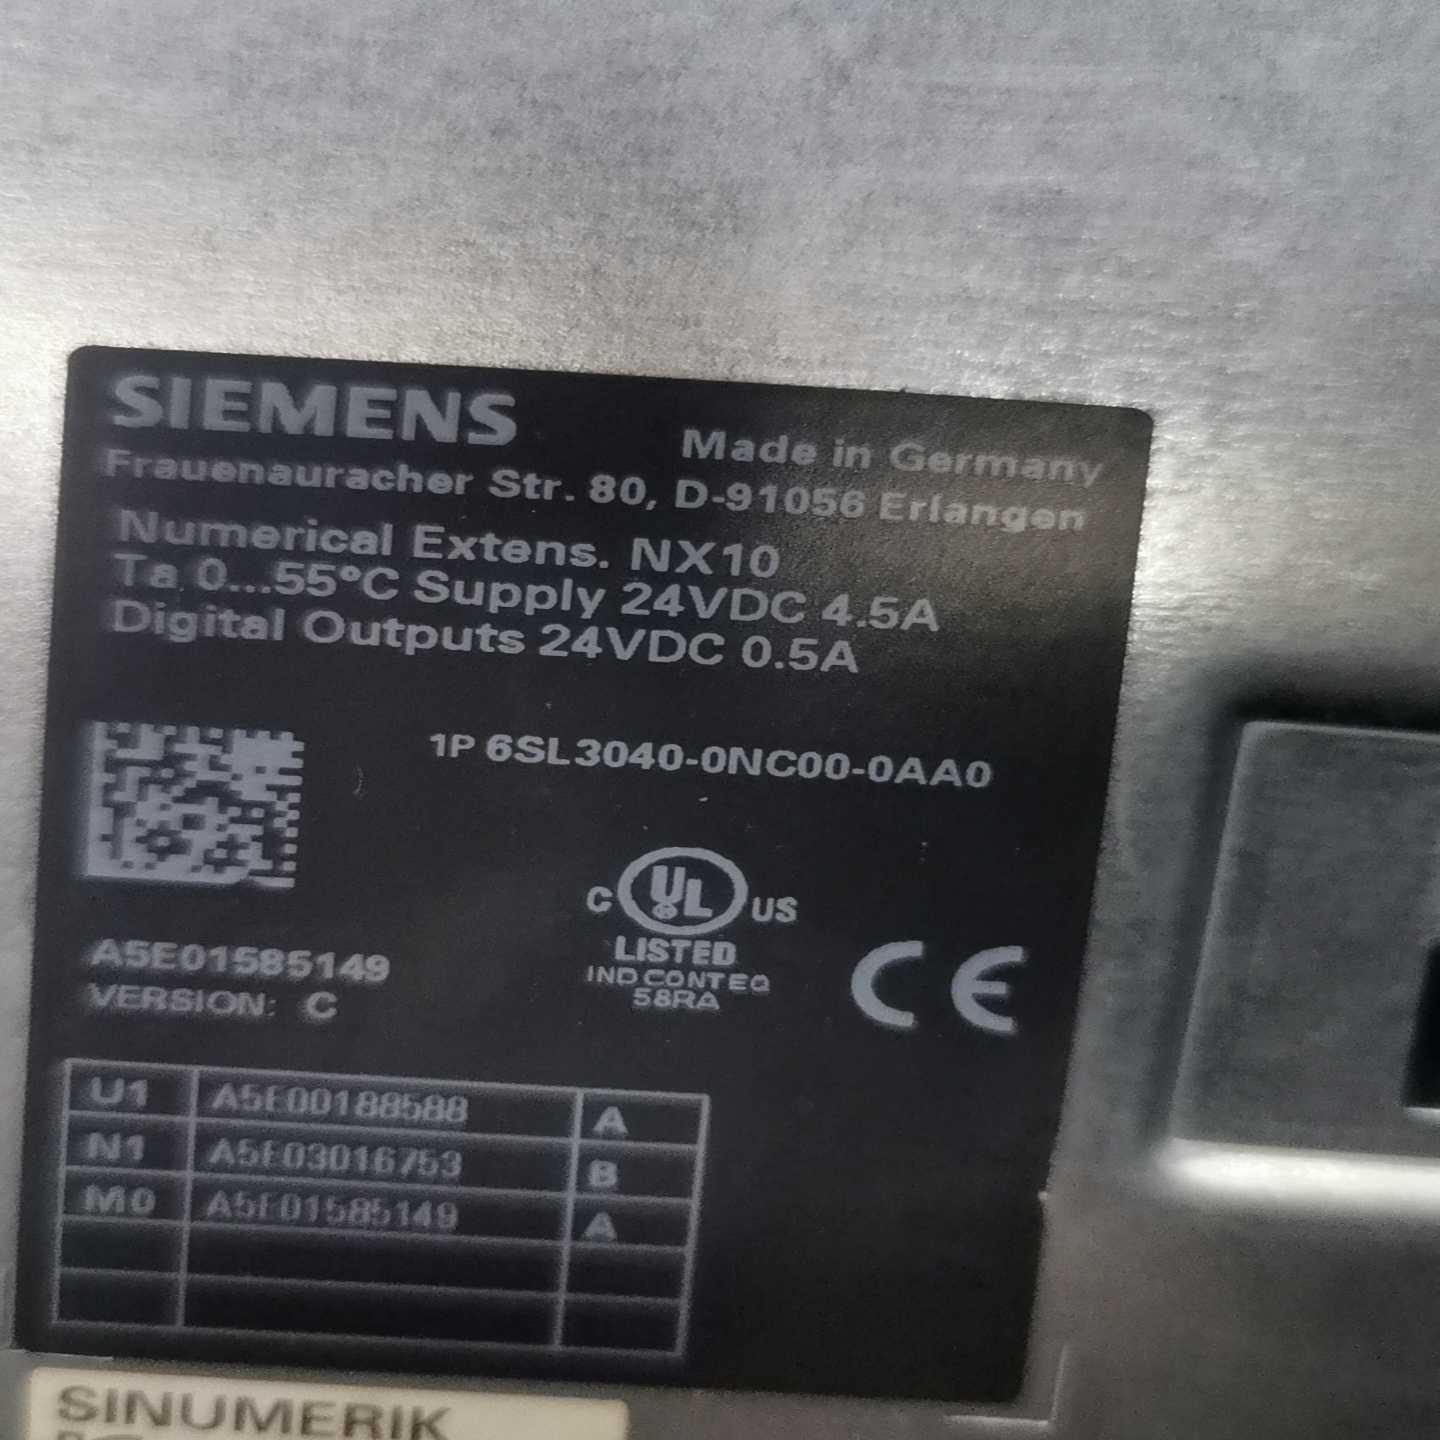 SIEMENS
Made in Germany
Frauenauracher Str. 80, D-91056 Erlangen
Numerical Extens. NX10
Ta 0...55°C Supply 24VDC 4.5A
Digital Outputs 24VDC 0.5A
1P 6SL3040-0NC00-0AA0
C UL US
LISTED
IND CONT EQ
58RA
CE
A5E01585149
VERSION: C
U1 A5E00188588 A
N1 A5E03016753 B
M0 A5E01585149 A
SINUMERIK